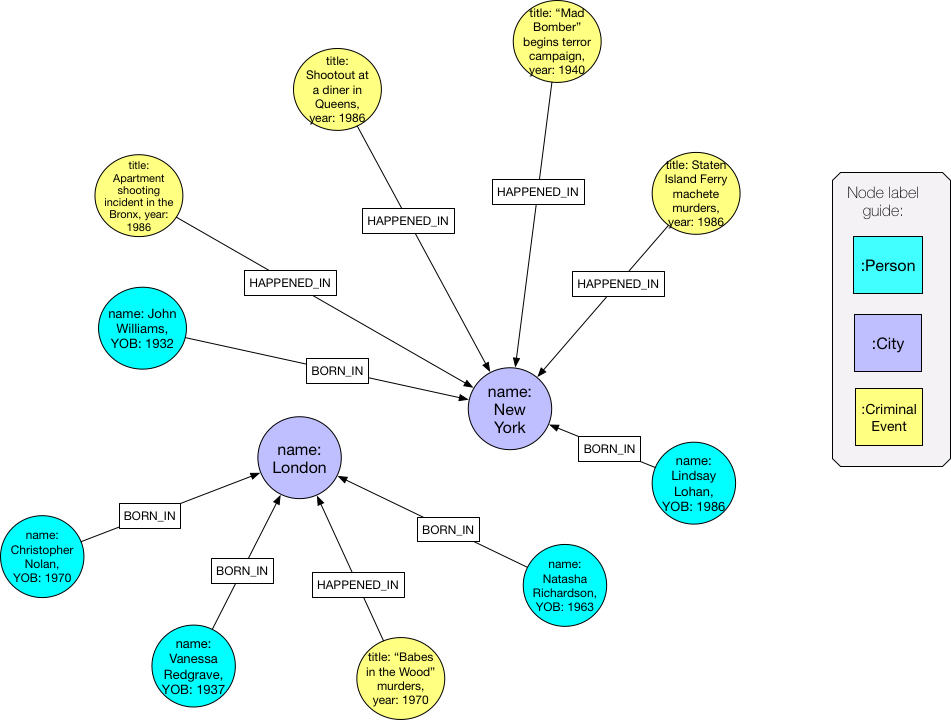 title: “Mad
Bomber”
begins terror
campaign,
year: 1940
title:
Shootout at
a diner in
Queens,
year: 1986
title:
Apartment
shooting
incident in the
Bronx, year:
1986
title: Staten
Island Ferry
machete
murders,
year: 1986
Node label
guide:
:Person
:City
:Criminal
Event
HAPPENED_IN
HAPPENED_IN
HAPPENED_IN
HAPPENED_IN
name: John
Williams,
YOB: 1932
BORN_IN
name:
New
York
BORN_IN
name:
Lindsay
Lohan,
YOB: 1986
name:
London
BORN_IN
BORN_IN
HAPPENED_IN
BORN_IN
name:
Christopher
Nolan,
YOB: 1970
name:
Vanessa
Redgrave,
YOB: 1937
title: “Babes
in the Wood”
murders,
year: 1970
name:
Natasha
Richardson,
YOB: 1963